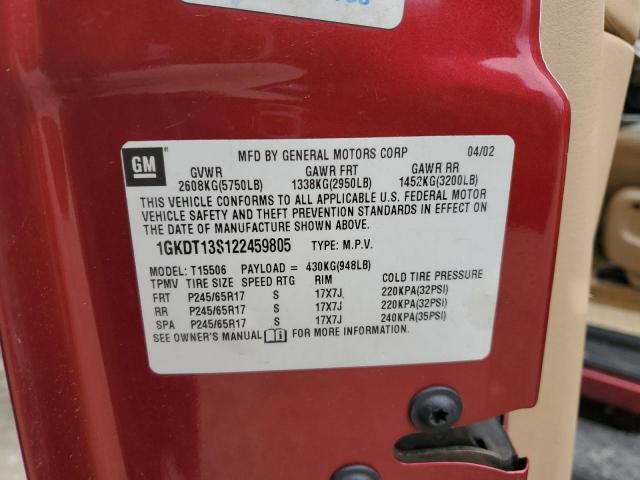 GM
MFD BY GENERAL MOTORS CORP 04/02
GVWR GAWR FRT GAWR RR
2608KG(5750LB) 1338KG(2950LB) 1452KG(3200LB)
THIS VEHICLE CONFORMS TO ALL APPLICABLE U.S. FEDERAL MOTOR
VEHICLE SAFETY AND THEFT PREVENTION STANDARDS IN EFFECT ON
THE DATE OF MANUFACTURE SHOWN ABOVE.
1GKDT13S122459805 TYPE: M.P.V.
MODEL: T15506 PAYLOAD = 430KG(948LB)
TPMV TIRE SIZE SPEED RTG RIM COLD TIRE PRESSURE
FRT P245/65R17 S 17X7J 220KPA(32PSI)
RR P245/65R17 S 17X7J 220KPA(32PSI)
SPA P245/65R17 S 17X7J 240KPA(35PSI)
SEE OWNER'S MANUAL FOR MORE INFORMATION.